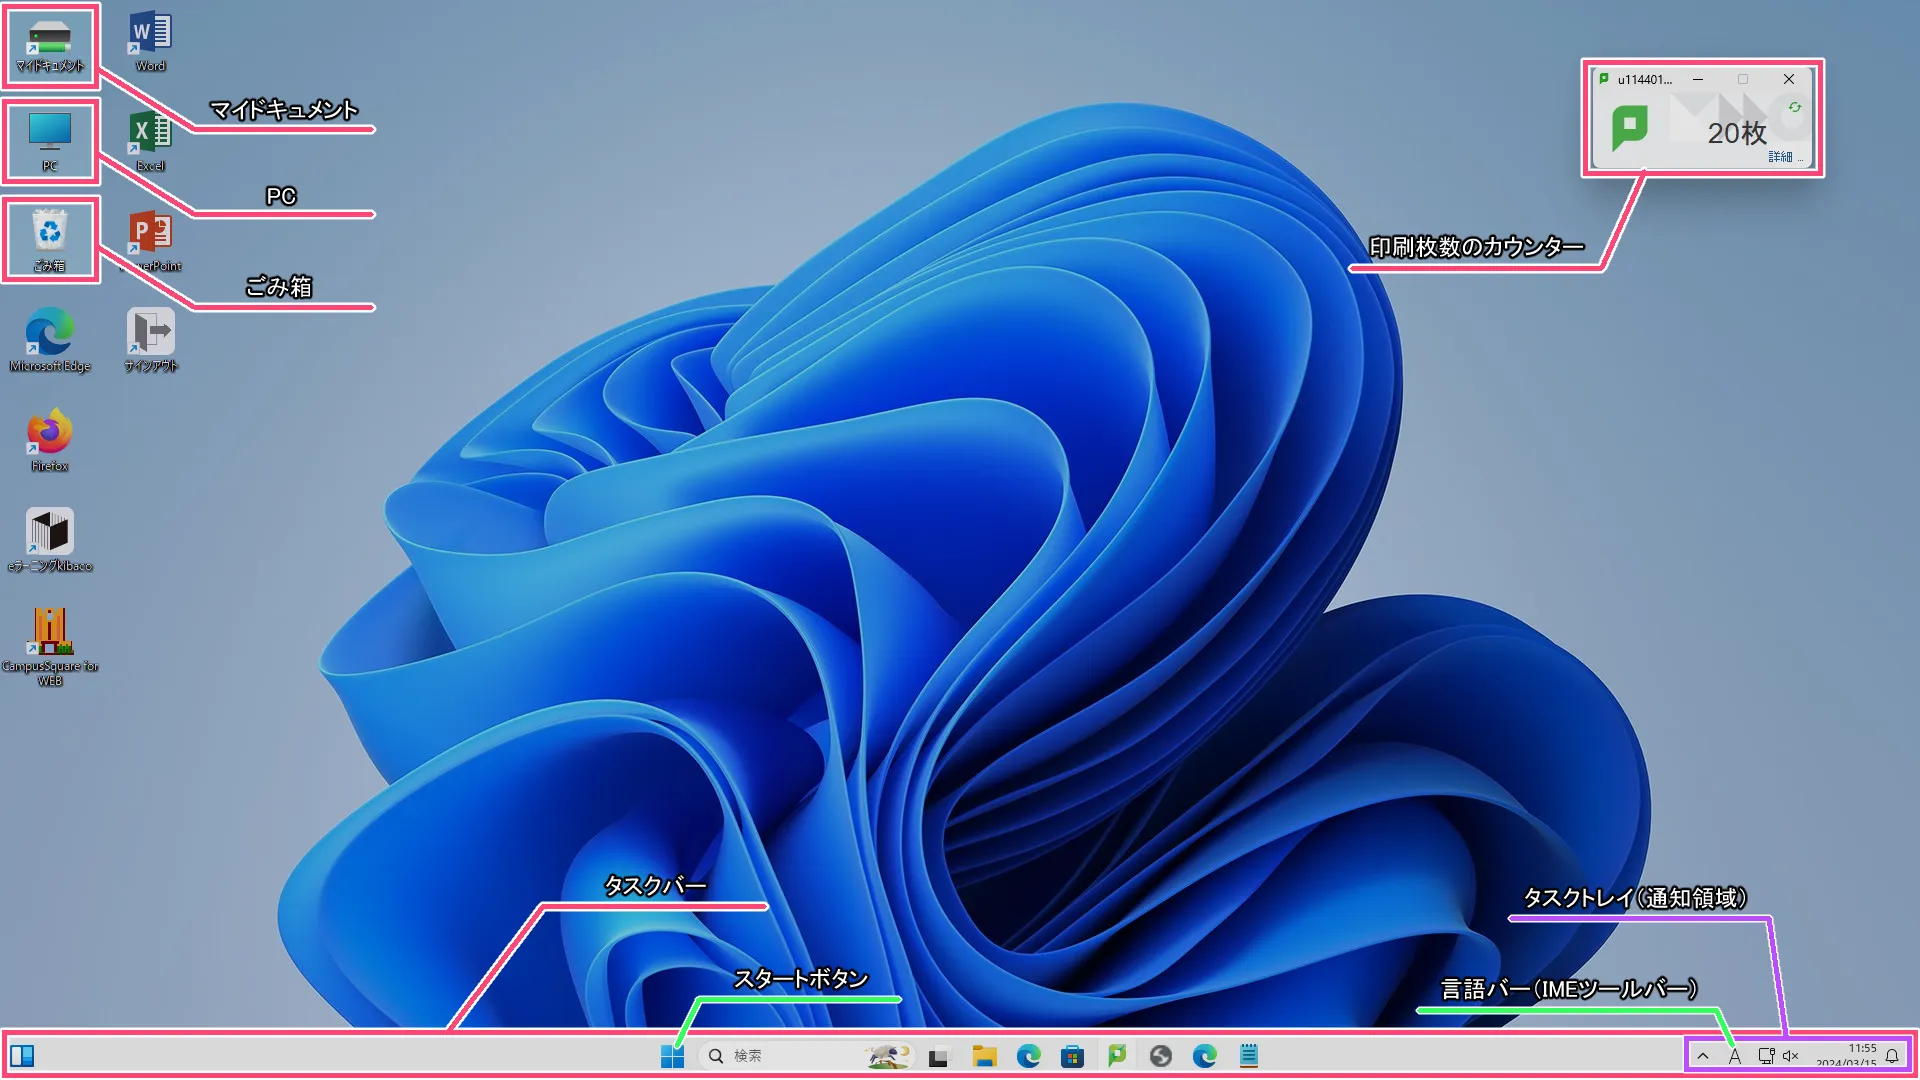 マイドキュメント
Word
マイドキュメント
PC
Excel
PC
ごみ箱
PowerPoint
ごみ箱
Microsoft Edge
サインアウト
Firefox
eラーニングkibaco
CampusSquare for
WEB
u114401...
20枚
詳細 ...
印刷枚数のカウンター
タスクバー
スタートボタン
タスクトレイ(通知領域)
言語バー(IMEツールバー)
検索
A
11:55
2024/03/15